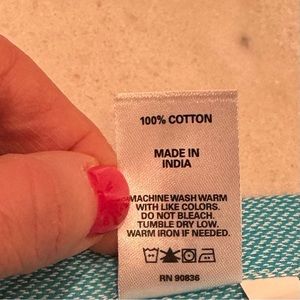 100% COTTON
MADE IN
INDIA
MACHINE WASH WARM
WITH LIKE COLORS.
DO NOT BLEACH.
TUMBLE DRY LOW.
WARM IRON IF NEEDED.
RN 90836